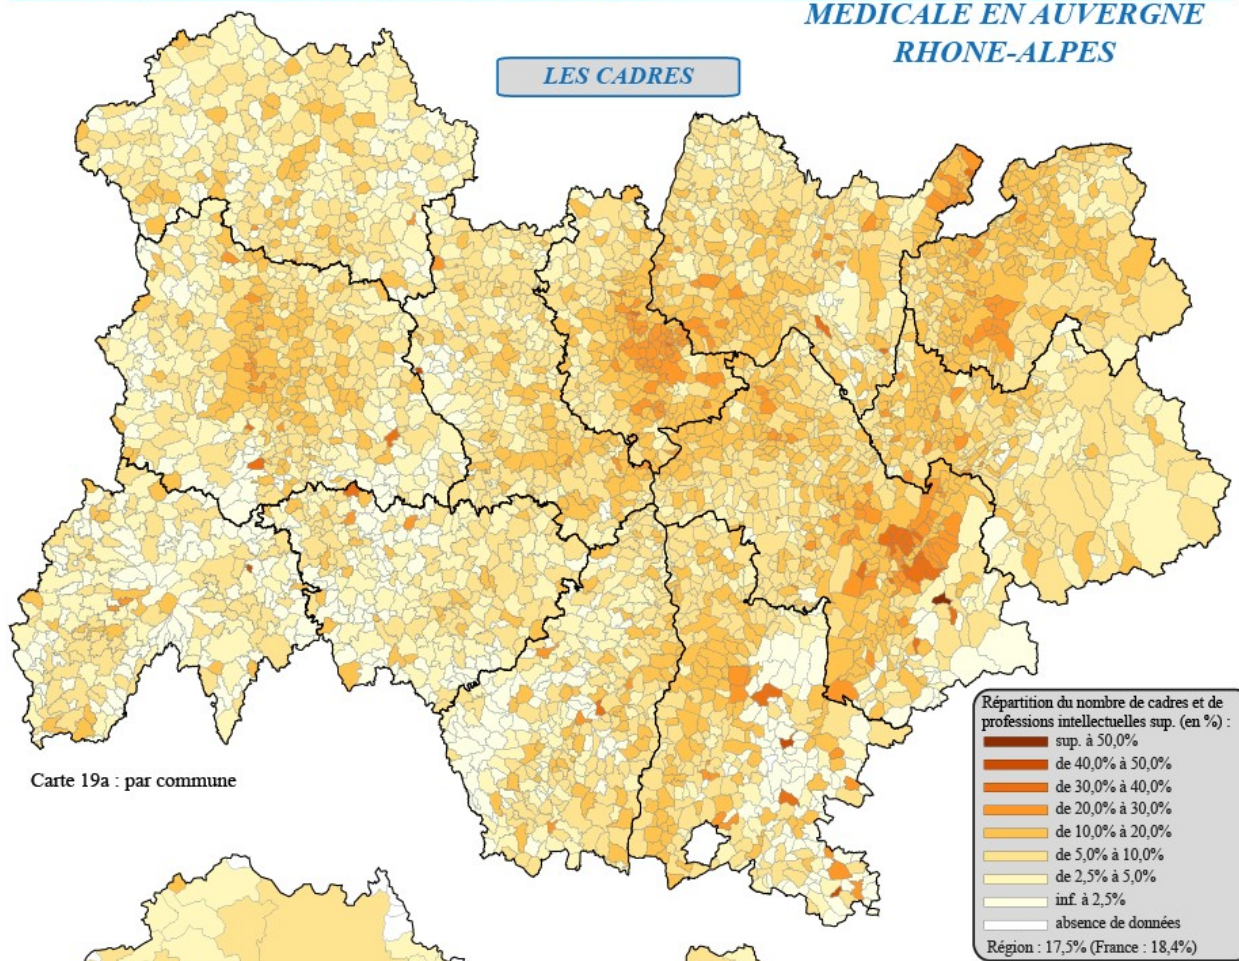 MEDICALE EN AUVERGNE
RHONE-ALPES
LES CADRES
Carte 19a : par commune
Répartition du nombre de cadres et de
professions intellectuelles sup. (en %) :
sup. à 50,0%
de 40,0% à 50,0%
de 30,0% à 40,0%
de 20,0% à 30,0%
de 10,0% à 20,0%
de 5,0% à 10,0%
de 2,5% à 5,0%
inf. à 2,5%
absence de données
Région : 17,5% (France : 18,4%)